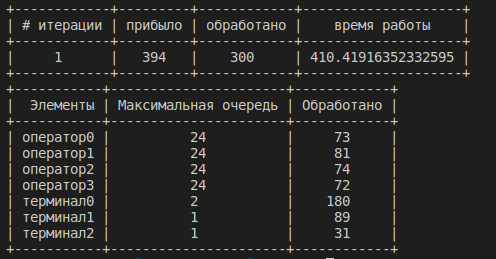 # итерации прибыло обработано время работы
1 394 300 410.41916352332595
Элементы Максимальная очередь Обработано
оператор0 24 73
оператор1 24 81
оператор2 24 74
оператор3 24 72
терминал0 2 180
терминал1 1 89
терминал2 1 31